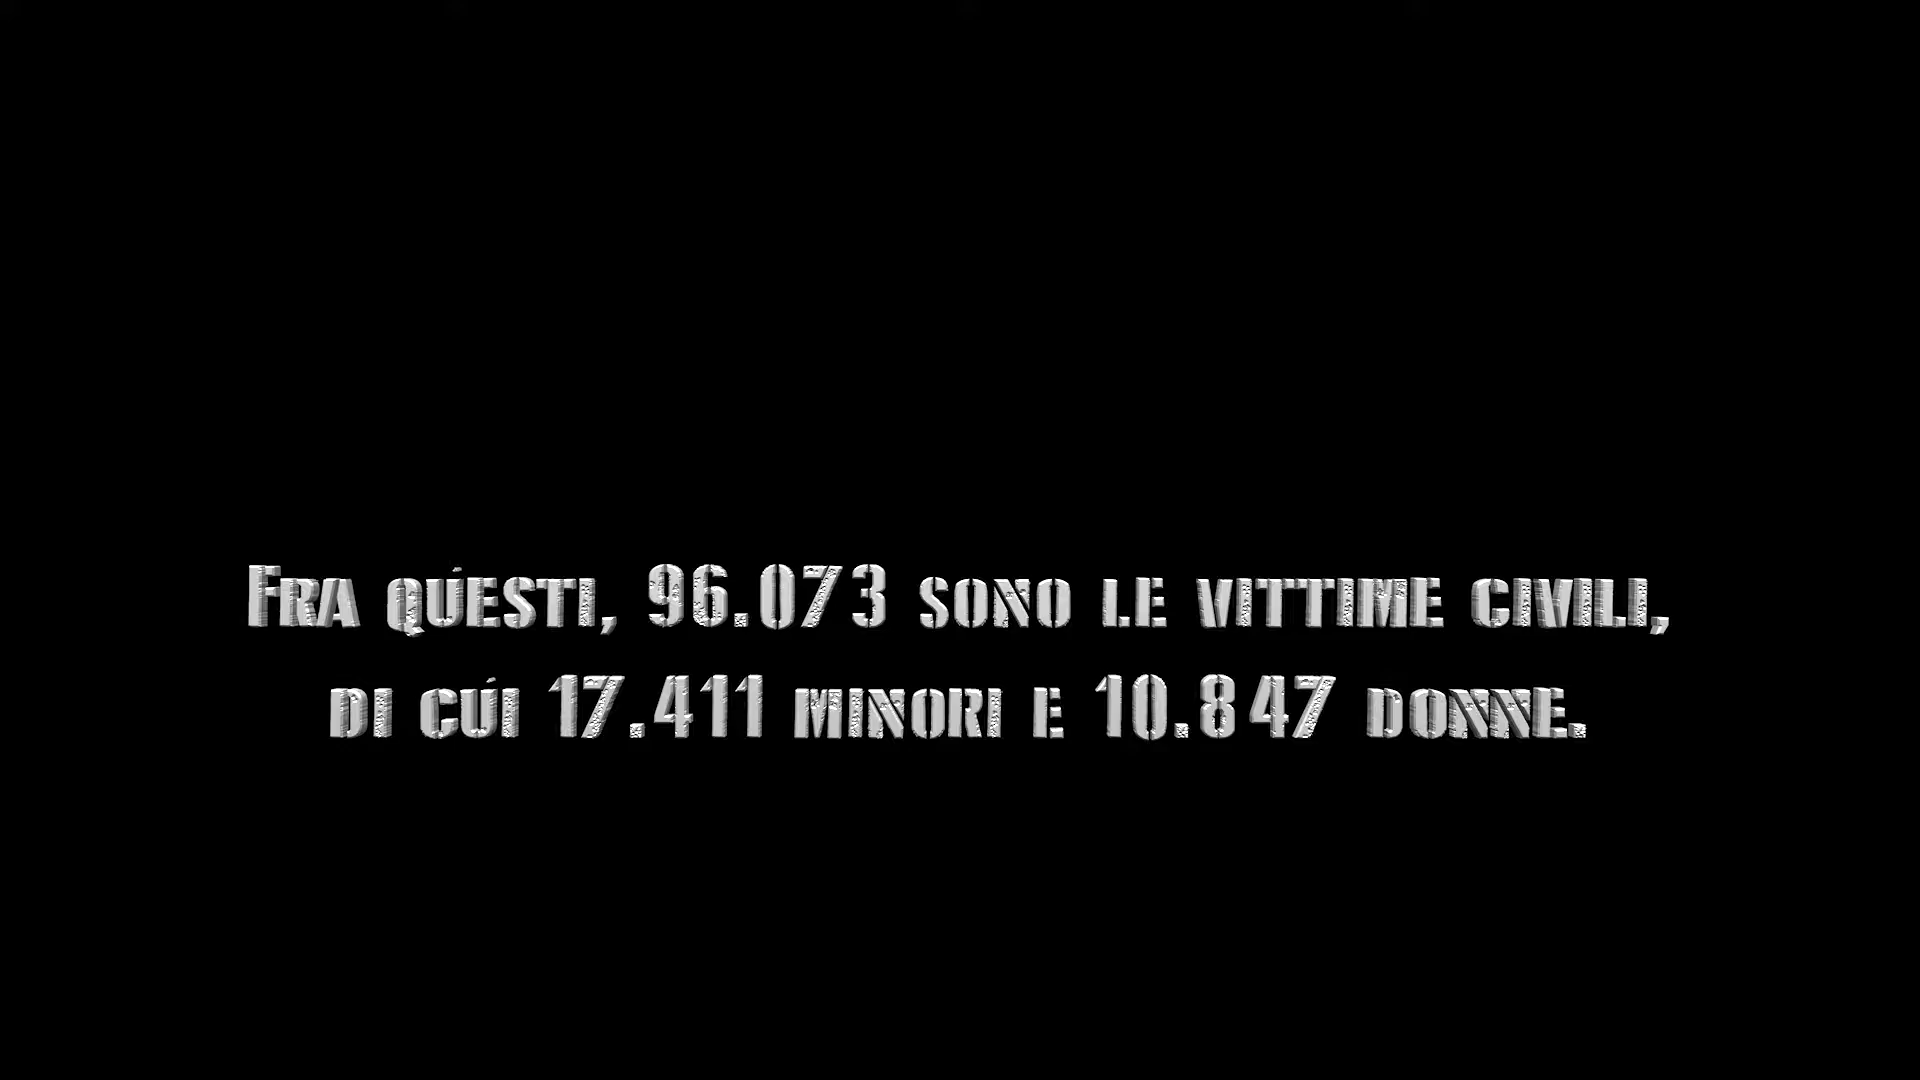 Fra questi, 96.073 sono le vittime civili,
di cui 17.411 minori e 10.847 donne.